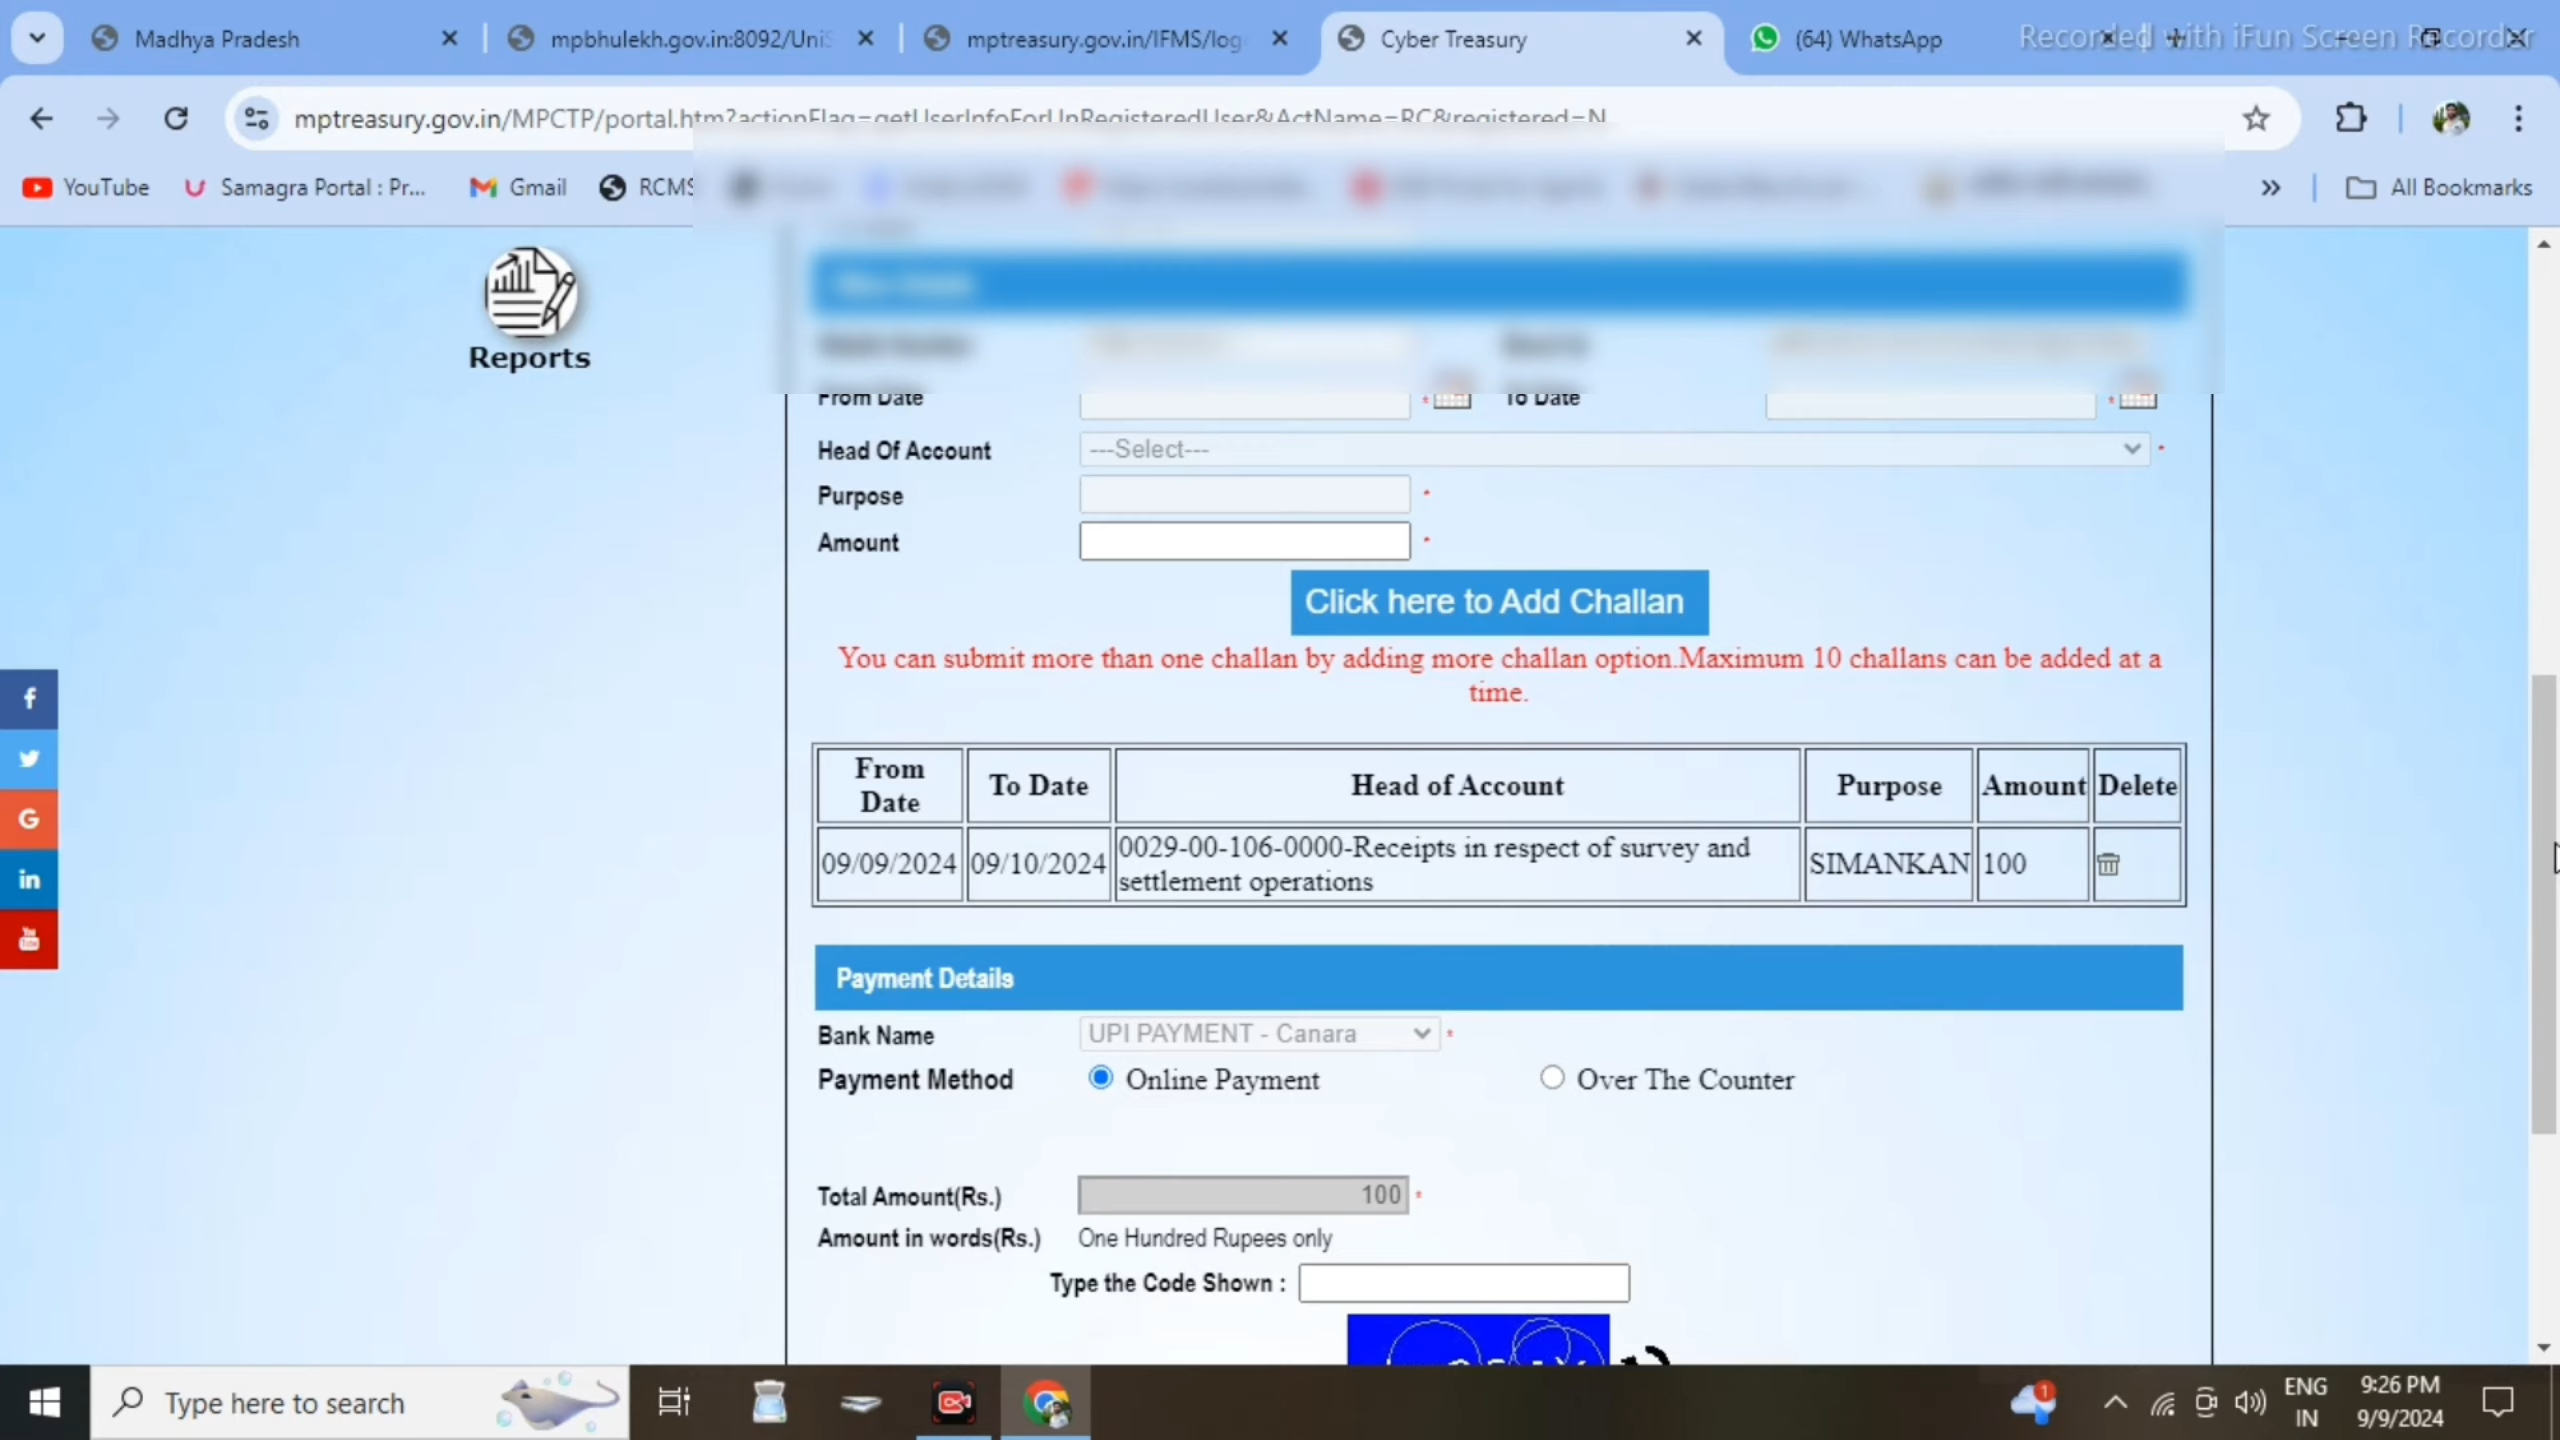 Madhya Pradesh
mpbhulekh.gov.in:8092/UniS
mptreasury.gov.in/IFMS/log
Cyber Treasury
(64) WhatsApp
Recorded with iFun Screen Recorder
mptreasury.gov.in/MPCTP/portal.htm?actionFlag=getUserInfoForUnRegisteredUser&ActName=RC&registered=N
YouTube
Samagra Portal : Pr...
Gmail
RCMS
All Bookmarks
Reports
From Date
To Date
Head Of Account
---Select---
Purpose
Amount
Click here to Add Challan
You can submit more than one challan by adding more challan option.Maximum 10 challans can be added at a
time.
From Date To Date Head of Account Purpose Amount Delete
09/09/2024 09/10/2024 0029-00-106-0000-Receipts in respect of survey and settlement operations SIMANKAN 100
Payment Details
Bank Name UPI PAYMENT - Canara
Payment Method Online Payment Over The Counter
Total Amount(Rs.) 100
Amount in words(Rs.) One Hundred Rupees only
Type the Code Shown :
Type here to search
ENG
IN
9:26 PM
9/9/2024